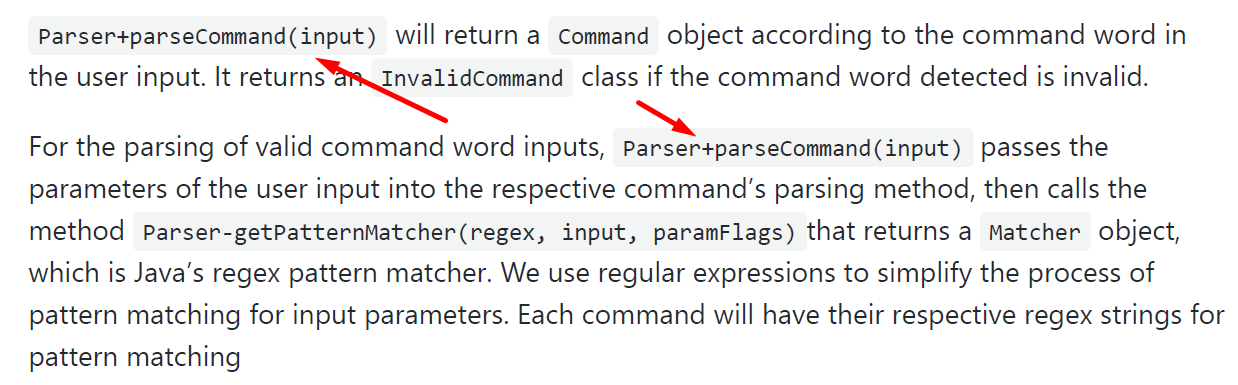 Parser+parseCommand(input) will return a Command object according to the command word in
the user input. It returns an InvalidCommand class if the command word detected is invalid.
For the parsing of valid command word inputs, Parser+parseCommand(input) passes the
parameters of the user input into the respective command’s parsing method, then calls the
method Parser-getPatternMatcher(regex, input, paramFlags) that returns a Matcher object,
which is Java’s regex pattern matcher. We use regular expressions to simplify the process of
pattern matching for input parameters. Each command will have their respective regex strings for
pattern matching